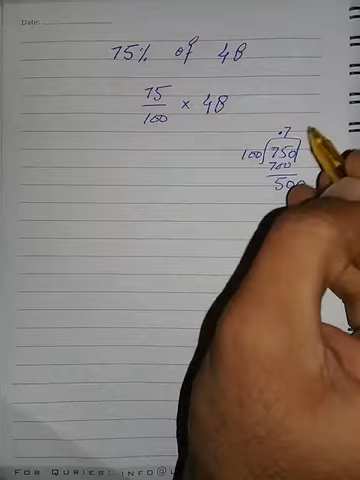 Date:
75% of 48
75
100 × 48
.7
100 750
700
500
FOR QURIES: INFO@L